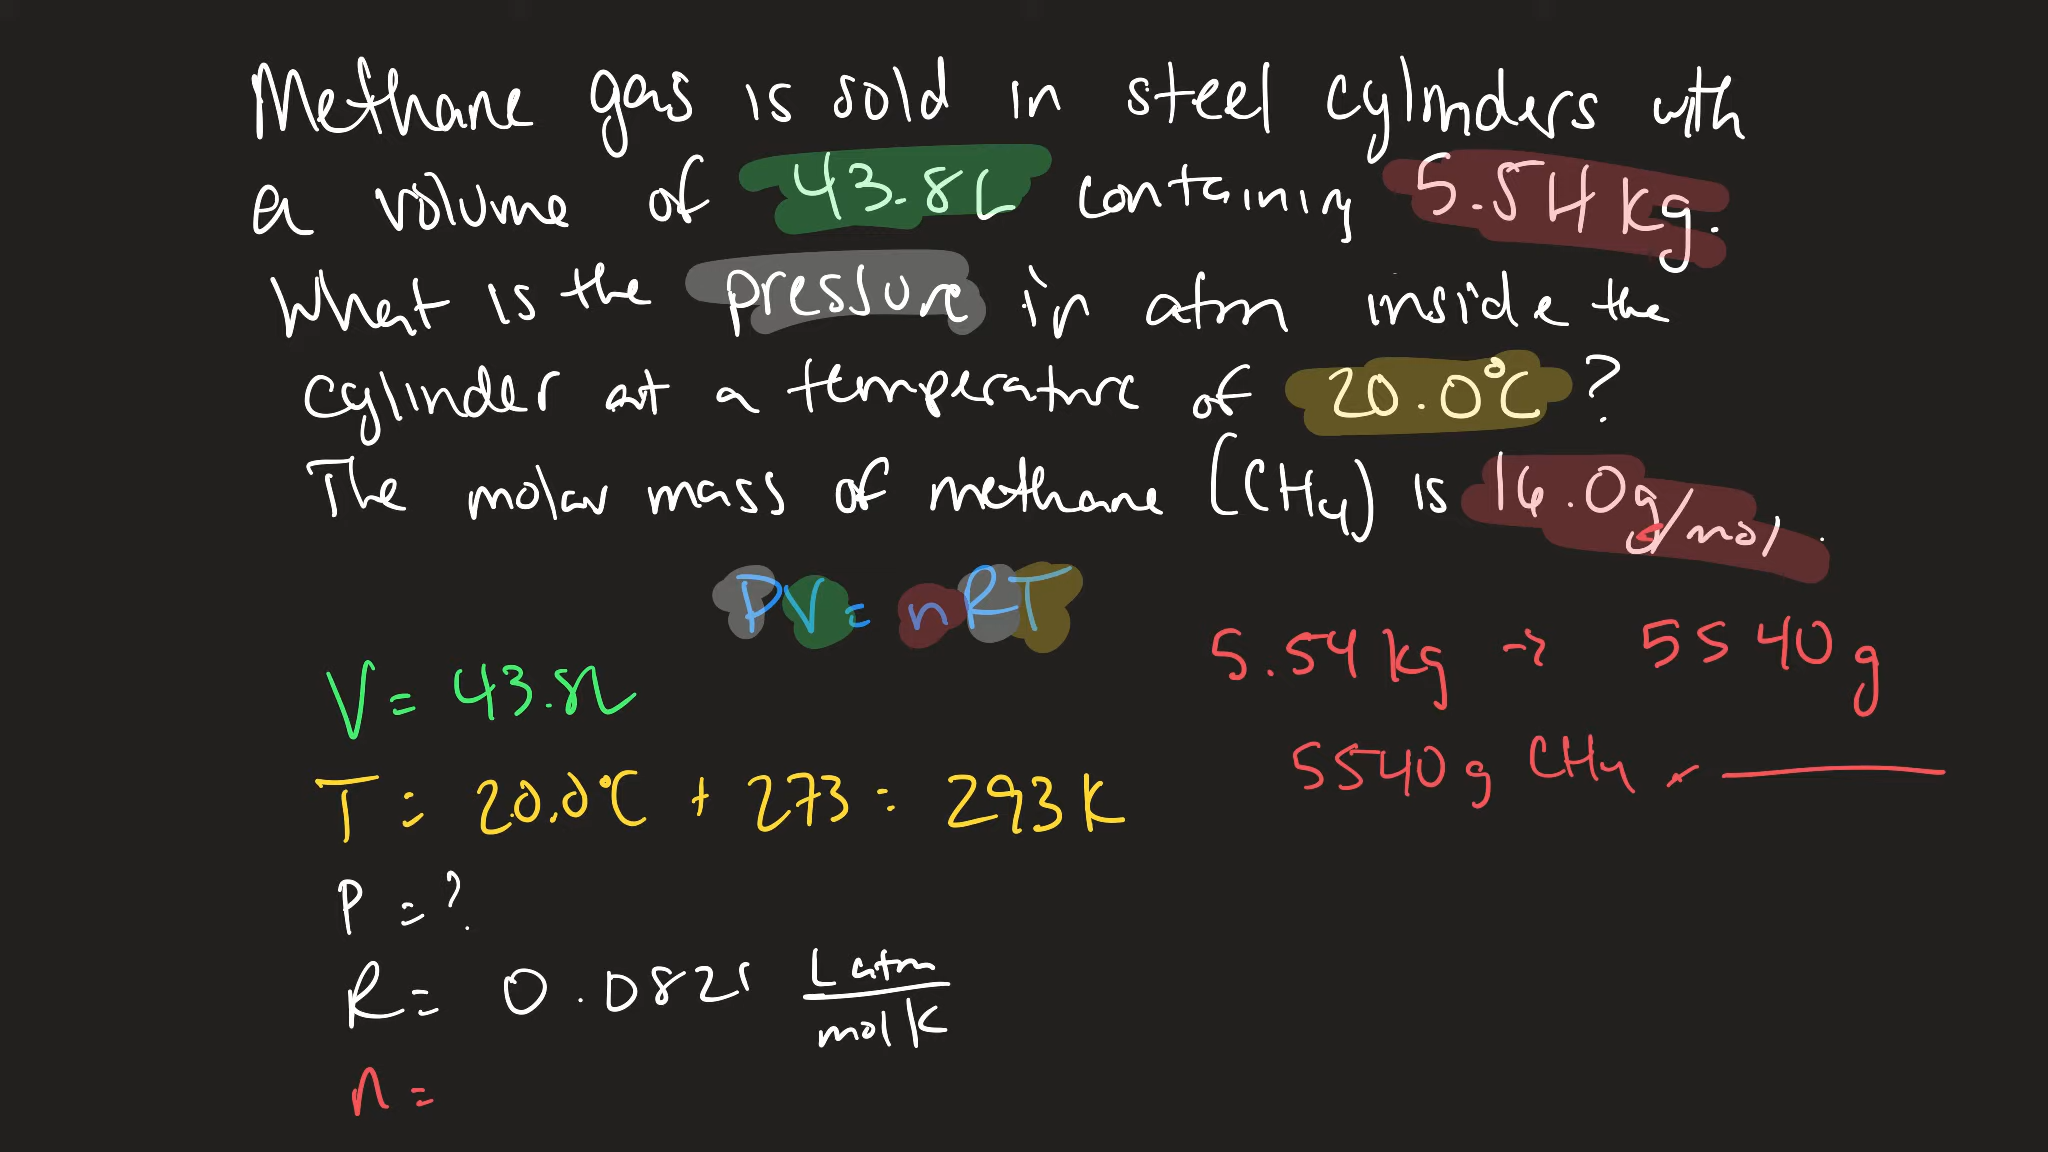 Methane gas is sold in steel cylinders with
a volume of 43.8L containing 5.54 kg.
What is the pressure in atm inside the
cylinder at a temperature of 20.0°C ?
The molar mass of methane (CH4) is 16.0g/mol.
PV = nRT
5.54 kg → 5540 g
V = 43.8L
5540 g CH4 ×
T = 20.0°C + 273 = 293 K
P = ?
R = 0.0821 L atm / mol K
n =